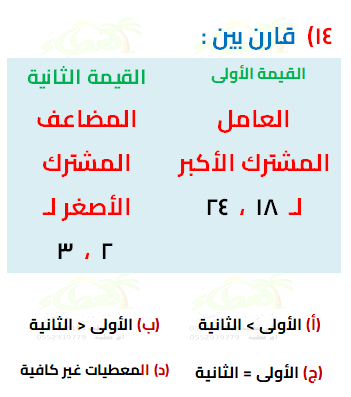 ١٤) قارن بين :
القيمة الأولى
العامل
المشترك الأكبر
لـ ١٨ ، ٢٤
القيمة الثانية
المضاعف
المشترك
الأصغر لـ
٢ ، ٣
(أ) الأولى > الثانية
(ب) الأولى < الثانية
(ج) الأولى = الثانية
(د) المعطيات غير كافية